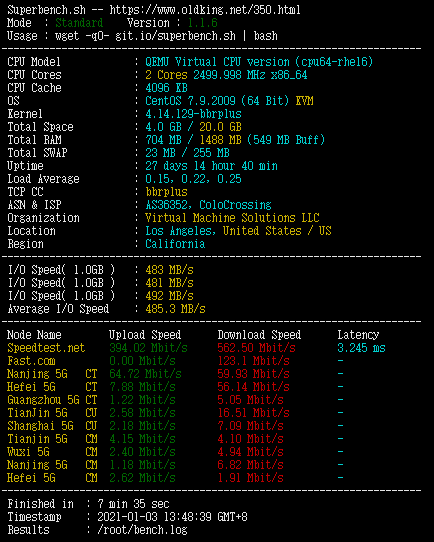 Superbench.sh -- https://www.oldking.net/350.html
Mode : Standard Version : 1.1.6
Usage : wget -qO- git.io/superbench.sh | bash
CPU Model : QEMU Virtual CPU version (cpu64-rhel6)
CPU Cores : 2 Cores 2499.998 MHz x86_64
CPU Cache : 4096 KB
OS : CentOS 7.9.2009 (64 Bit) KVM
Kernel : 4.14.129-bbrplus
Total Space : 4.0 GB / 20.0 GB
Total RAM : 704 MB / 1488 MB (549 MB Buff)
Total SWAP : 23 MB / 255 MB
Uptime : 27 days 14 hour 40 min
Load Average : 0.15, 0.22, 0.25
TCP CC : bbrplus
ASN & ISP : AS36352, ColoCrossing
Organization : Virtual Machine Solutions LLC
Location : Los Angeles, United States / US
Region : California
I/O Speed( 1.0GB ) : 483 MB/s
I/O Speed( 1.0GB ) : 481 MB/s
I/O Speed( 1.0GB ) : 492 MB/s
Average I/O Speed : 485.3 MB/s
Node Name Upload Speed Download Speed Latency
Speedtest.net 394.02 Mbit/s 562.50 Mbit/s 3.245 ms
Fast.com 0.00 Mbit/s 123.1 Mbit/s -
Nanjing 5G CT 64.72 Mbit/s 59.93 Mbit/s -
Hefei 5G CT 7.88 Mbit/s 56.14 Mbit/s -
Guangzhou 5G CT 1.22 Mbit/s 5.05 Mbit/s -
TianJin 5G CU 2.58 Mbit/s 16.51 Mbit/s -
Shanghai 5G CU 2.18 Mbit/s 7.09 Mbit/s -
Tianjin 5G CM 4.15 Mbit/s 4.10 Mbit/s -
Wuxi 5G CM 2.40 Mbit/s 4.94 Mbit/s -
Nanjing 5G CM 1.18 Mbit/s 6.82 Mbit/s -
Hefei 5G CM 2.62 Mbit/s 1.91 Mbit/s -
Finished in : 7 min 35 sec
Timestamp : 2021-01-03 13:48:39 GMT+8
Results : /root/bench.log